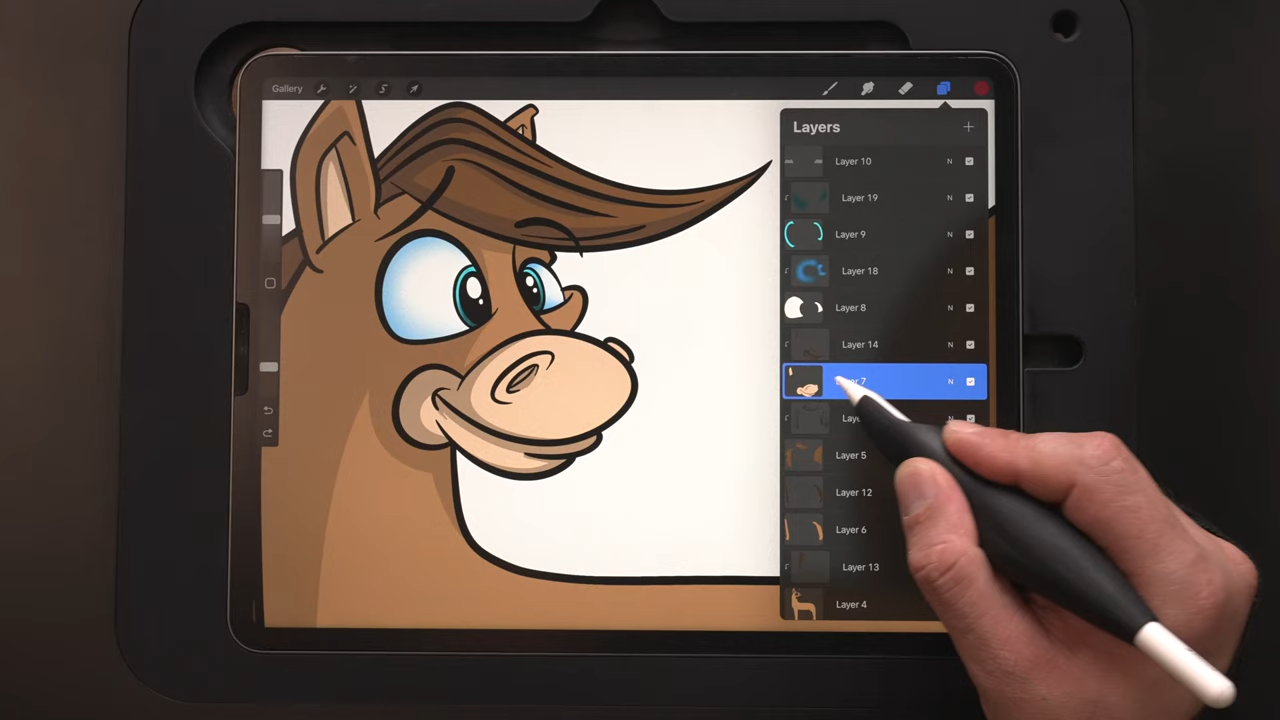 Gallery
Layers
Layer 10 N
Layer 19 N
Layer 9 N
Layer 18 N
Layer 8 N
Layer 14 N
N
N
Layer 5
Layer 12
Layer 6
Layer 13
Layer 4